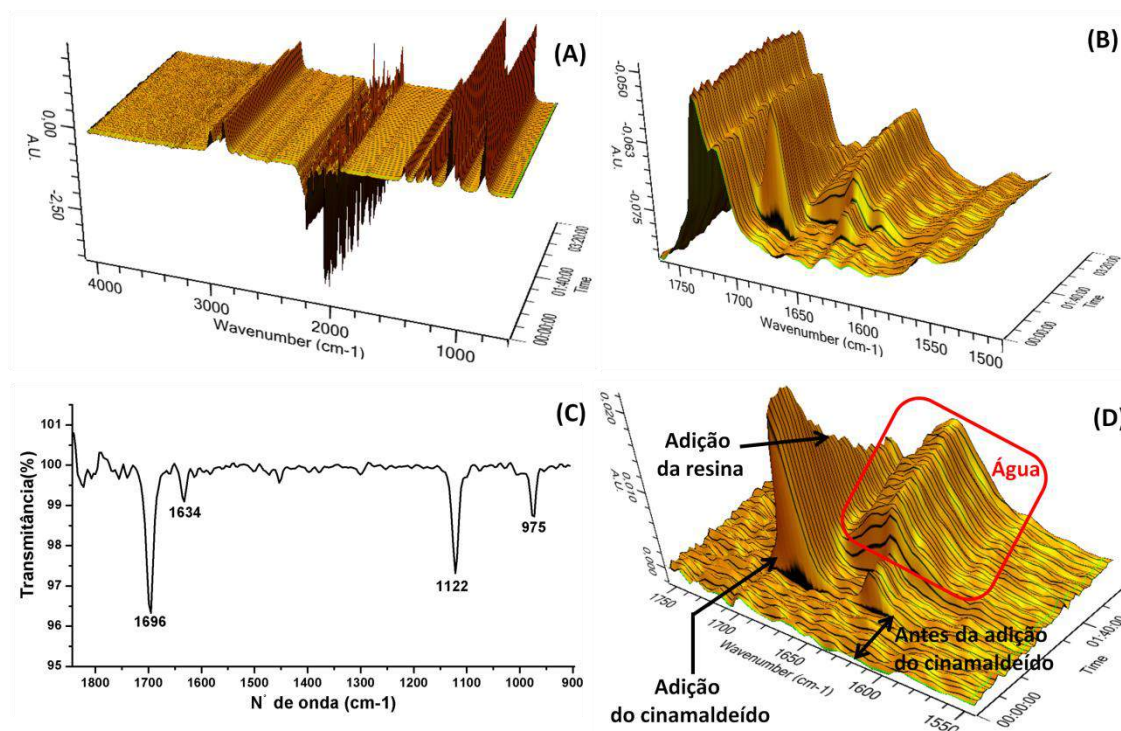 (A)
0,00
-2,50
A.U.
4000
3000
2000
1000
Wavenumber (cm-1)
00:00:00
01:40:00
03:20:00
Time
(B)
-0,050
-0,063
-0,075
A.U.
1750
1700
1650
1600
1550
1500
Wavenumber (cm-1)
00:00:00
01:40:00
03:20:00
Time
(C)
101
100
99
98
97
96
95
Transmitância(%)
1634
975
1122
1696
1800
1700
1600
1500
1400
1300
1200
1100
1000
900
N´ de onda (cm-1)
(D)
0,020
0,010
0,000
A.U.
Adição
da resina
Água
Antes da adição
do cinamaldeído
Adição
do cinamaldeído
1750
1700
1650
1600
1550
Wavenumber (cm-1)
00:00:00
01:40:00
Time